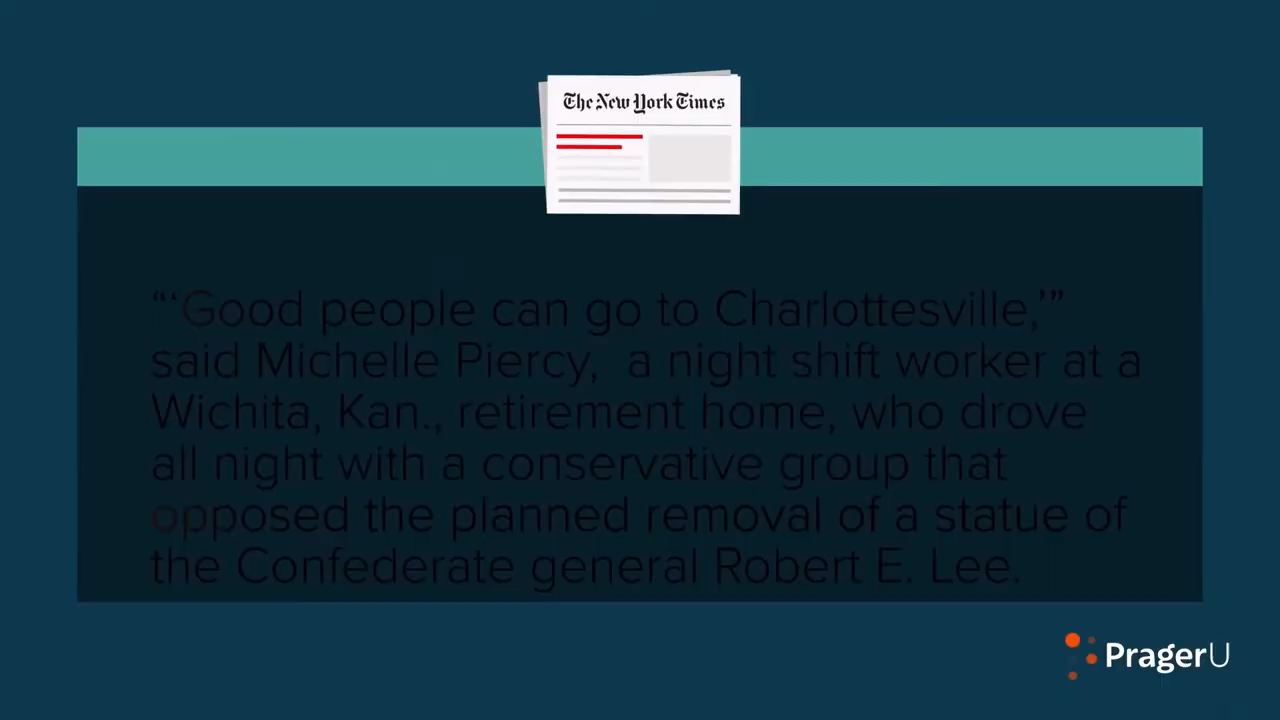 The New York Times
“‘Good people can go to Charlottesville,’”
said Michelle Piercy, a night shift worker at a
Wichita, Kan., retirement home, who drove
all night with a conservative group that
opposed the planned removal of a statue of
the Confederate general Robert E. Lee.
PragerU